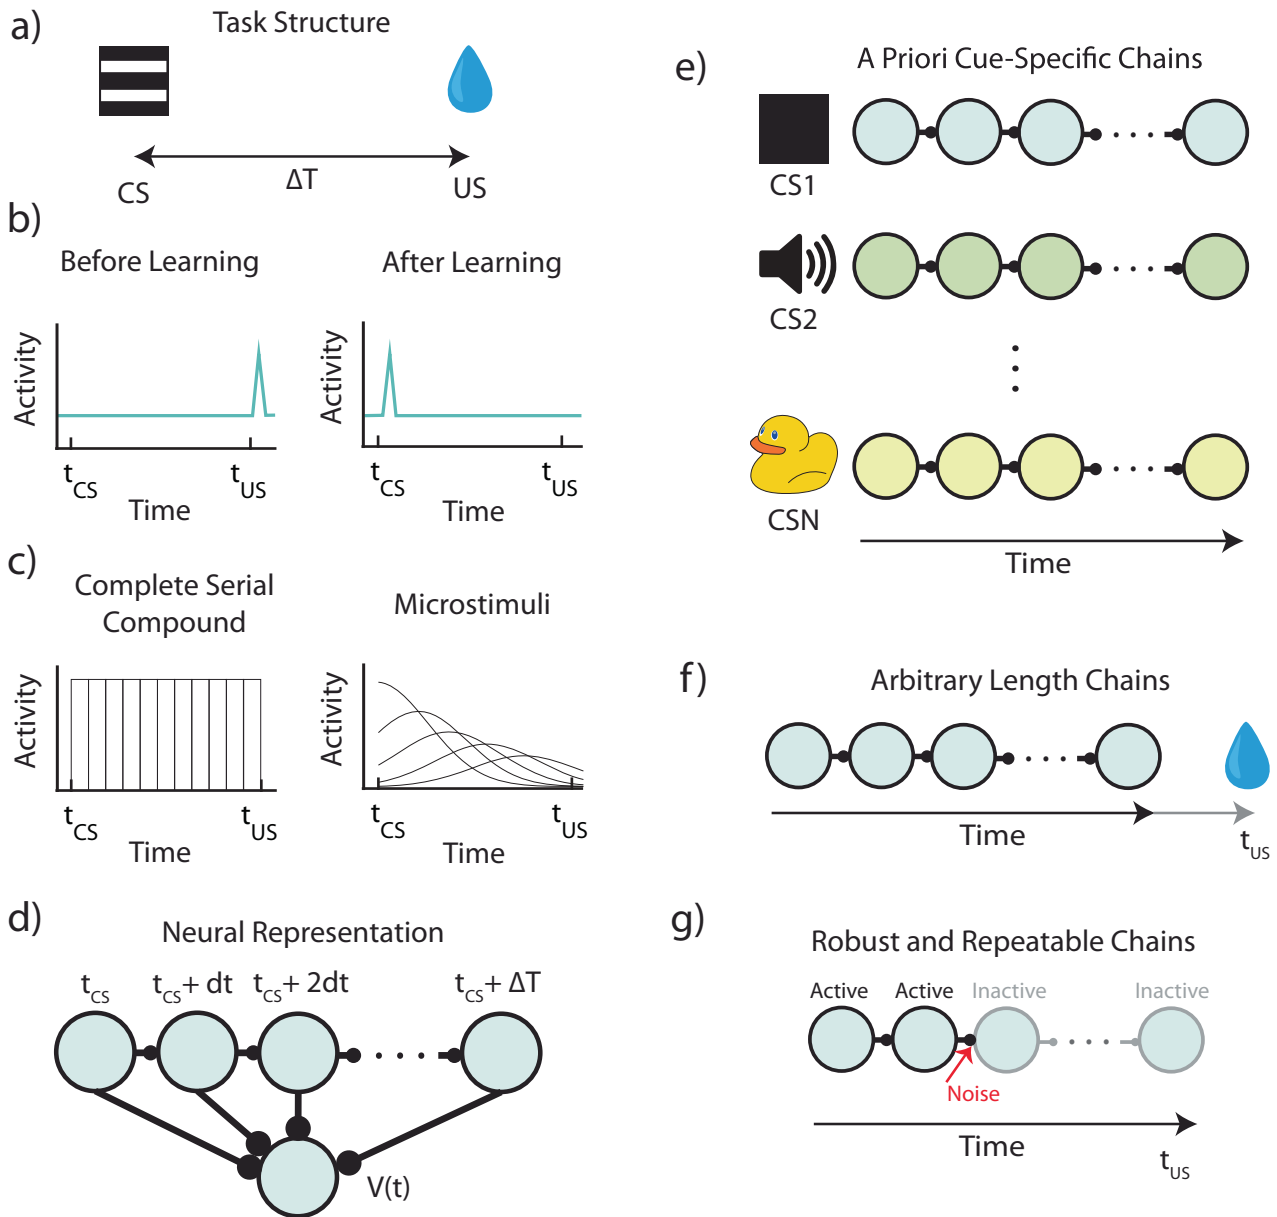 a)
Task Structure
CS
ΔT
US
b)
Before Learning
After Learning
Activity
t_CS
t_US
Time
Activity
t_CS
t_US
Time
c)
Complete Serial
Compound
Microstimuli
Activity
t_CS
t_US
Time
Activity
t_CS
t_US
Time
d)
Neural Representation
t_CS
t_CS + dt
t_CS + 2dt
t_CS + ΔT
V(t)
e)
A Priori Cue-Specific Chains
CS1
CS2
CSN
Time
f)
Arbitrary Length Chains
Time
t_US
g)
Robust and Repeatable Chains
Active
Active
Inactive
Inactive
Noise
Time
t_US